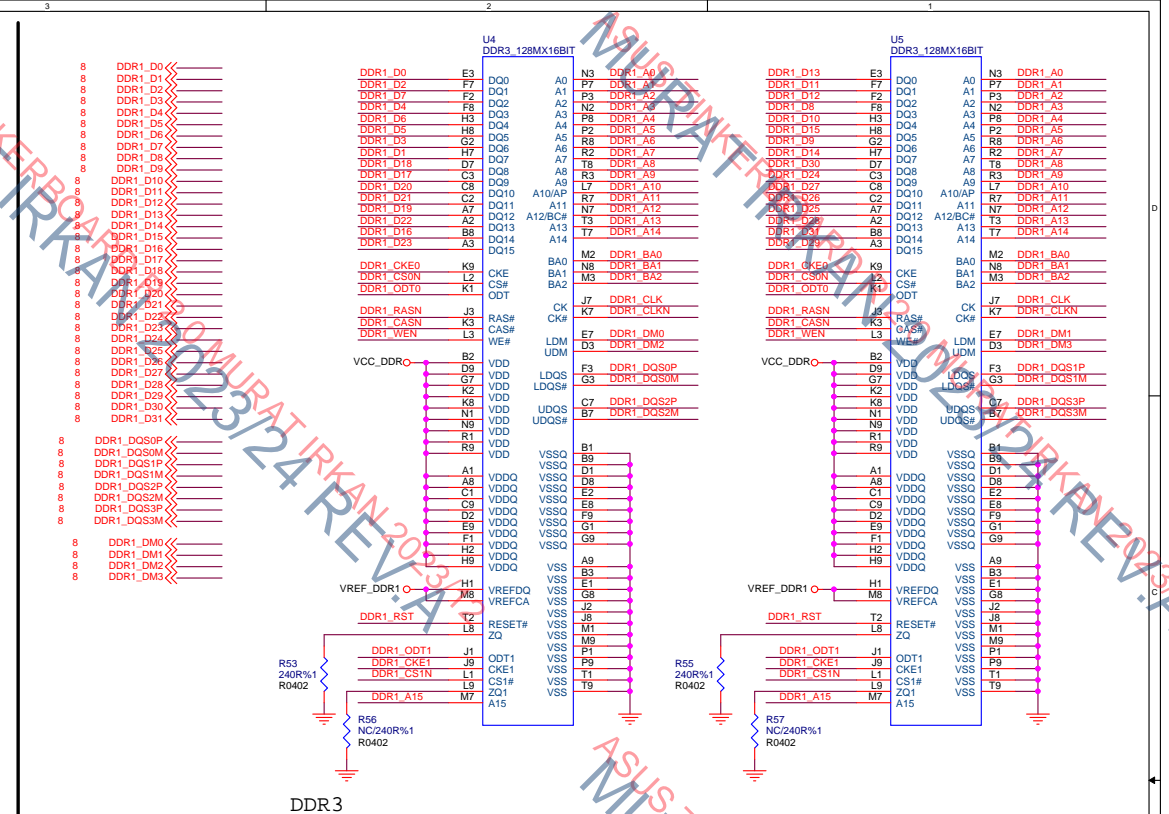 3 2 1
8 DDR1_D0
8 DDR1_D1
8 DDR1_D2
8 DDR1_D3
8 DDR1_D4
8 DDR1_D5
8 DDR1_D6
8 DDR1_D7
8 DDR1_D8
8 DDR1_D9
8 DDR1_D10
8 DDR1_D11
8 DDR1_D12
8 DDR1_D13
8 DDR1_D14
8 DDR1_D15
8 DDR1_D16
8 DDR1_D17
8 DDR1_D18
8 DDR1_D19
8 DDR1_D20
8 DDR1_D21
8 DDR1_D22
8 DDR1_D23
8 DDR1_D24
8 DDR1_D25
8 DDR1_D26
8 DDR1_D27
8 DDR1_D28
8 DDR1_D29
8 DDR1_D30
8 DDR1_D31
8 DDR1_DQS0P
8 DDR1_DQS0M
8 DDR1_DQS1P
8 DDR1_DQS1M
8 DDR1_DQS2P
8 DDR1_DQS2M
8 DDR1_DQS3P
8 DDR1_DQS3M
8 DDR1_DM0
8 DDR1_DM1
8 DDR1_DM2
8 DDR1_DM3
U4
DDR3_128MX16BIT
DDR1_D0 E3 DQ0 A0 N3 DDR1_A0
DDR1_D2 F7 DQ1 A1 P7 DDR1_A1
DDR1_D7 F2 DQ2 A2 P3 DDR1_A2
DDR1_D4 F8 DQ3 A3 N2 DDR1_A3
DDR1_D6 H3 DQ4 A4 P8 DDR1_A4
DDR1_D5 H8 DQ5 A5 P2 DDR1_A5
DDR1_D3 G2 DQ6 A6 R8 DDR1_A6
DDR1_D1 H7 DQ7 A7 R2 DDR1_A7
DDR1_D18 D7 DQ8 A8 T8 DDR1_A8
DDR1_D17 C3 DQ9 A9 R3 DDR1_A9
DDR1_D20 C8 DQ10 A10/AP L7 DDR1_A10
DDR1_D21 C2 DQ11 A11 R7 DDR1_A11
DDR1_D19 A7 DQ12 A12/BC# N7 DDR1_A12
DDR1_D22 A2 DQ13 A13 T3 DDR1_A13
DDR1_D16 B8 DQ14 A14 T7 DDR1_A14
DDR1_D23 A3 DQ15
BA0 M2 DDR1_BA0
DDR1_CKE0 K9 CKE BA1 N8 DDR1_BA1
DDR1_CS0N L2 CS# BA2 M3 DDR1_BA2
DDR1_ODT0 K1 ODT
CK J7 DDR1_CLK
DDR1_RASN J3 RAS# CK# K7 DDR1_CLKN
DDR1_CASN K3 CAS#
DDR1_WEN L3 WE# LDM E7 DDR1_DM0
UDM D3 DDR1_DM2
VCC_DDR B2 VDD
D9 VDD LDQS F3 DDR1_DQS0P
G7 VDD LDQS# G3 DDR1_DQS0M
K2 VDD
K8 VDD UDQS C7 DDR1_DQS2P
N1 VDD UDQS# B7 DDR1_DQS2M
N9 VDD
R1 VDD
R9 VDD VSSQ B1
VSSQ B9
A1 VDDQ VSSQ D1
A8 VDDQ VSSQ D8
C1 VDDQ VSSQ E2
C9 VDDQ VSSQ E8
D2 VDDQ VSSQ F9
E9 VDDQ VSSQ G1
F1 VDDQ VSSQ G9
H2 VDDQ
H9 VDDQ VSS A9
VSS B3
VREF_DDR1 H1 VREFDQ VSS E1
M8 VREFCA VSS G8
VSS J2
DDR1_RST T2 RESET# VSS J8
L8 ZQ VSS M1
VSS M9
DDR1_ODT1 J1 ODT1 VSS P1
DDR1_CKE1 J9 CKE1 VSS P9
DDR1_CS1N L1 CS1# VSS T1
L9 ZQ1 VSS T9
DDR1_A15 M7 A15
R53
240R%1
R0402
R56
NC/240R%1
R0402
U5
DDR3_128MX16BIT
DDR1_D13 E3 DQ0 A0 N3 DDR1_A0
DDR1_D11 F7 DQ1 A1 P7 DDR1_A1
DDR1_D12 F2 DQ2 A2 P3 DDR1_A2
DDR1_D8 F8 DQ3 A3 N2 DDR1_A3
DDR1_D10 H3 DQ4 A4 P8 DDR1_A4
DDR1_D15 H8 DQ5 A5 P2 DDR1_A5
DDR1_D9 G2 DQ6 A6 R8 DDR1_A6
DDR1_D14 H7 DQ7 A7 R2 DDR1_A7
DDR1_D30 D7 DQ8 A8 T8 DDR1_A8
DDR1_D24 C3 DQ9 A9 R3 DDR1_A9
DDR1_D27 C8 DQ10 A10/AP L7 DDR1_A10
DDR1_D26 C2 DQ11 A11 R7 DDR1_A11
DDR1_D25 A7 DQ12 A12/BC# N7 DDR1_A12
DDR1_D28 A2 DQ13 A13 T3 DDR1_A13
DDR1_D31 B8 DQ14 A14 T7 DDR1_A14
DDR1_D29 A3 DQ15
BA0 M2 DDR1_BA0
DDR1_CKE0 K9 CKE BA1 N8 DDR1_BA1
DDR1_CS0N L2 CS# BA2 M3 DDR1_BA2
DDR1_ODT0 K1 ODT
CK J7 DDR1_CLK
DDR1_RASN J3 RAS# CK# K7 DDR1_CLKN
DDR1_CASN K3 CAS#
DDR1_WEN L3 WE# LDM E7 DDR1_DM1
UDM D3 DDR1_DM3
VCC_DDR B2 VDD
D9 VDD LDQS F3 DDR1_DQS1P
G7 VDD LDQS# G3 DDR1_DQS1M
K2 VDD
K8 VDD UDQS C7 DDR1_DQS3P
N1 VDD UDQS# B7 DDR1_DQS3M
N9 VDD
R1 VDD
R9 VDD VSSQ B1
VSSQ B9
A1 VDDQ VSSQ D1
A8 VDDQ VSSQ D8
C1 VDDQ VSSQ E2
C9 VDDQ VSSQ E8
D2 VDDQ VSSQ F9
E9 VDDQ VSSQ G1
F1 VDDQ VSSQ G9
H2 VDDQ
H9 VDDQ VSS A9
VSS B3
VREF_DDR1 H1 VREFDQ VSS E1
M8 VREFCA VSS G8
VSS J2
DDR1_RST T2 RESET# VSS J8
L8 ZQ VSS M1
VSS M9
DDR1_ODT1 J1 ODT1 VSS P1
DDR1_CKE1 J9 CKE1 VSS P9
DDR1_CS1N L1 CS1# VSS T1
L9 ZQ1 VSS T9
DDR1_A15 M7 A15
R55
240R%1
R0402
R57
NC/240R%1
R0402
D
C
DDR3
MURAT IRKAN 2023/24 REV.A
IRKAN 2023/24 REV.A
MURAT IRKAN 2023/12
ASUS